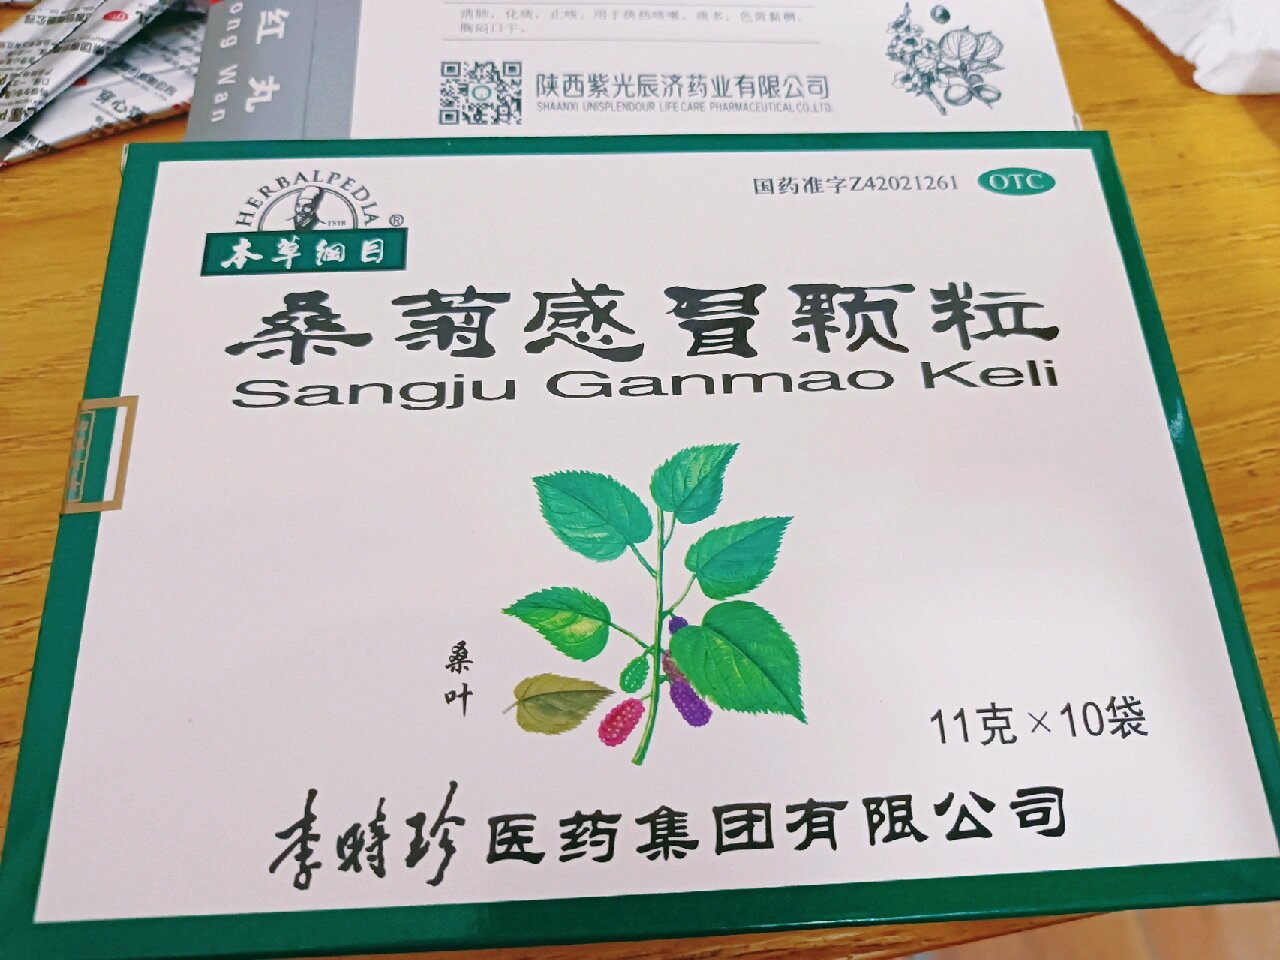 红丸
ong Wan
清肺，化痰，止咳。用于痰热咳嗽，痰多，色黄黏稠，
胸闷口干。
陕西紫光辰济药业有限公司
SHAANXI UNISPLENDOUR LIFE CARE PHARMACEUTICAL CO.,LTD.
HERBALPEDIA
1518
®
本草纲目
国药准字Z42021261
OTC
桑菊感冒颗粒
Sangju Ganmao Keli
桑叶
11克×10袋
李时珍医药集团有限公司